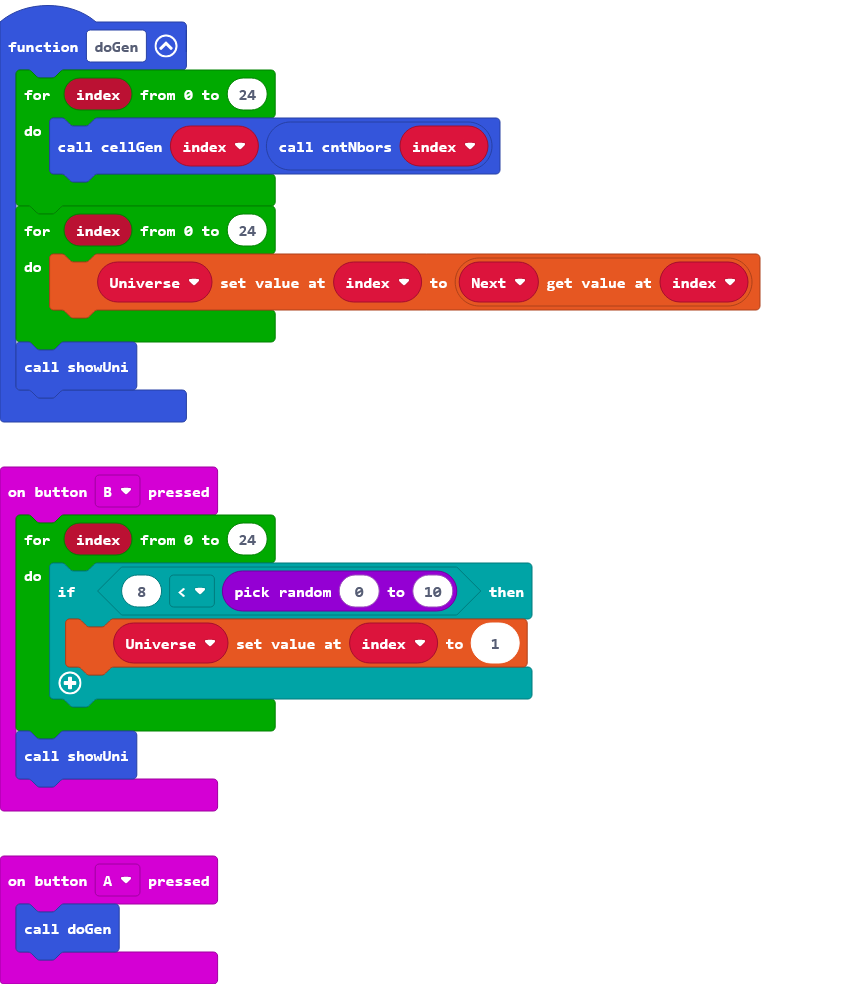 function doGen
for index from 0 to 24
do
call cellGen index call cntNbors index
for index from 0 to 24
do
Universe set value at index to Next get value at index
call showUni
on button B pressed
for index from 0 to 24
do
if 8 < pick random 0 to 10 then
Universe set value at index to 1
call showUni
on button A pressed
call doGen